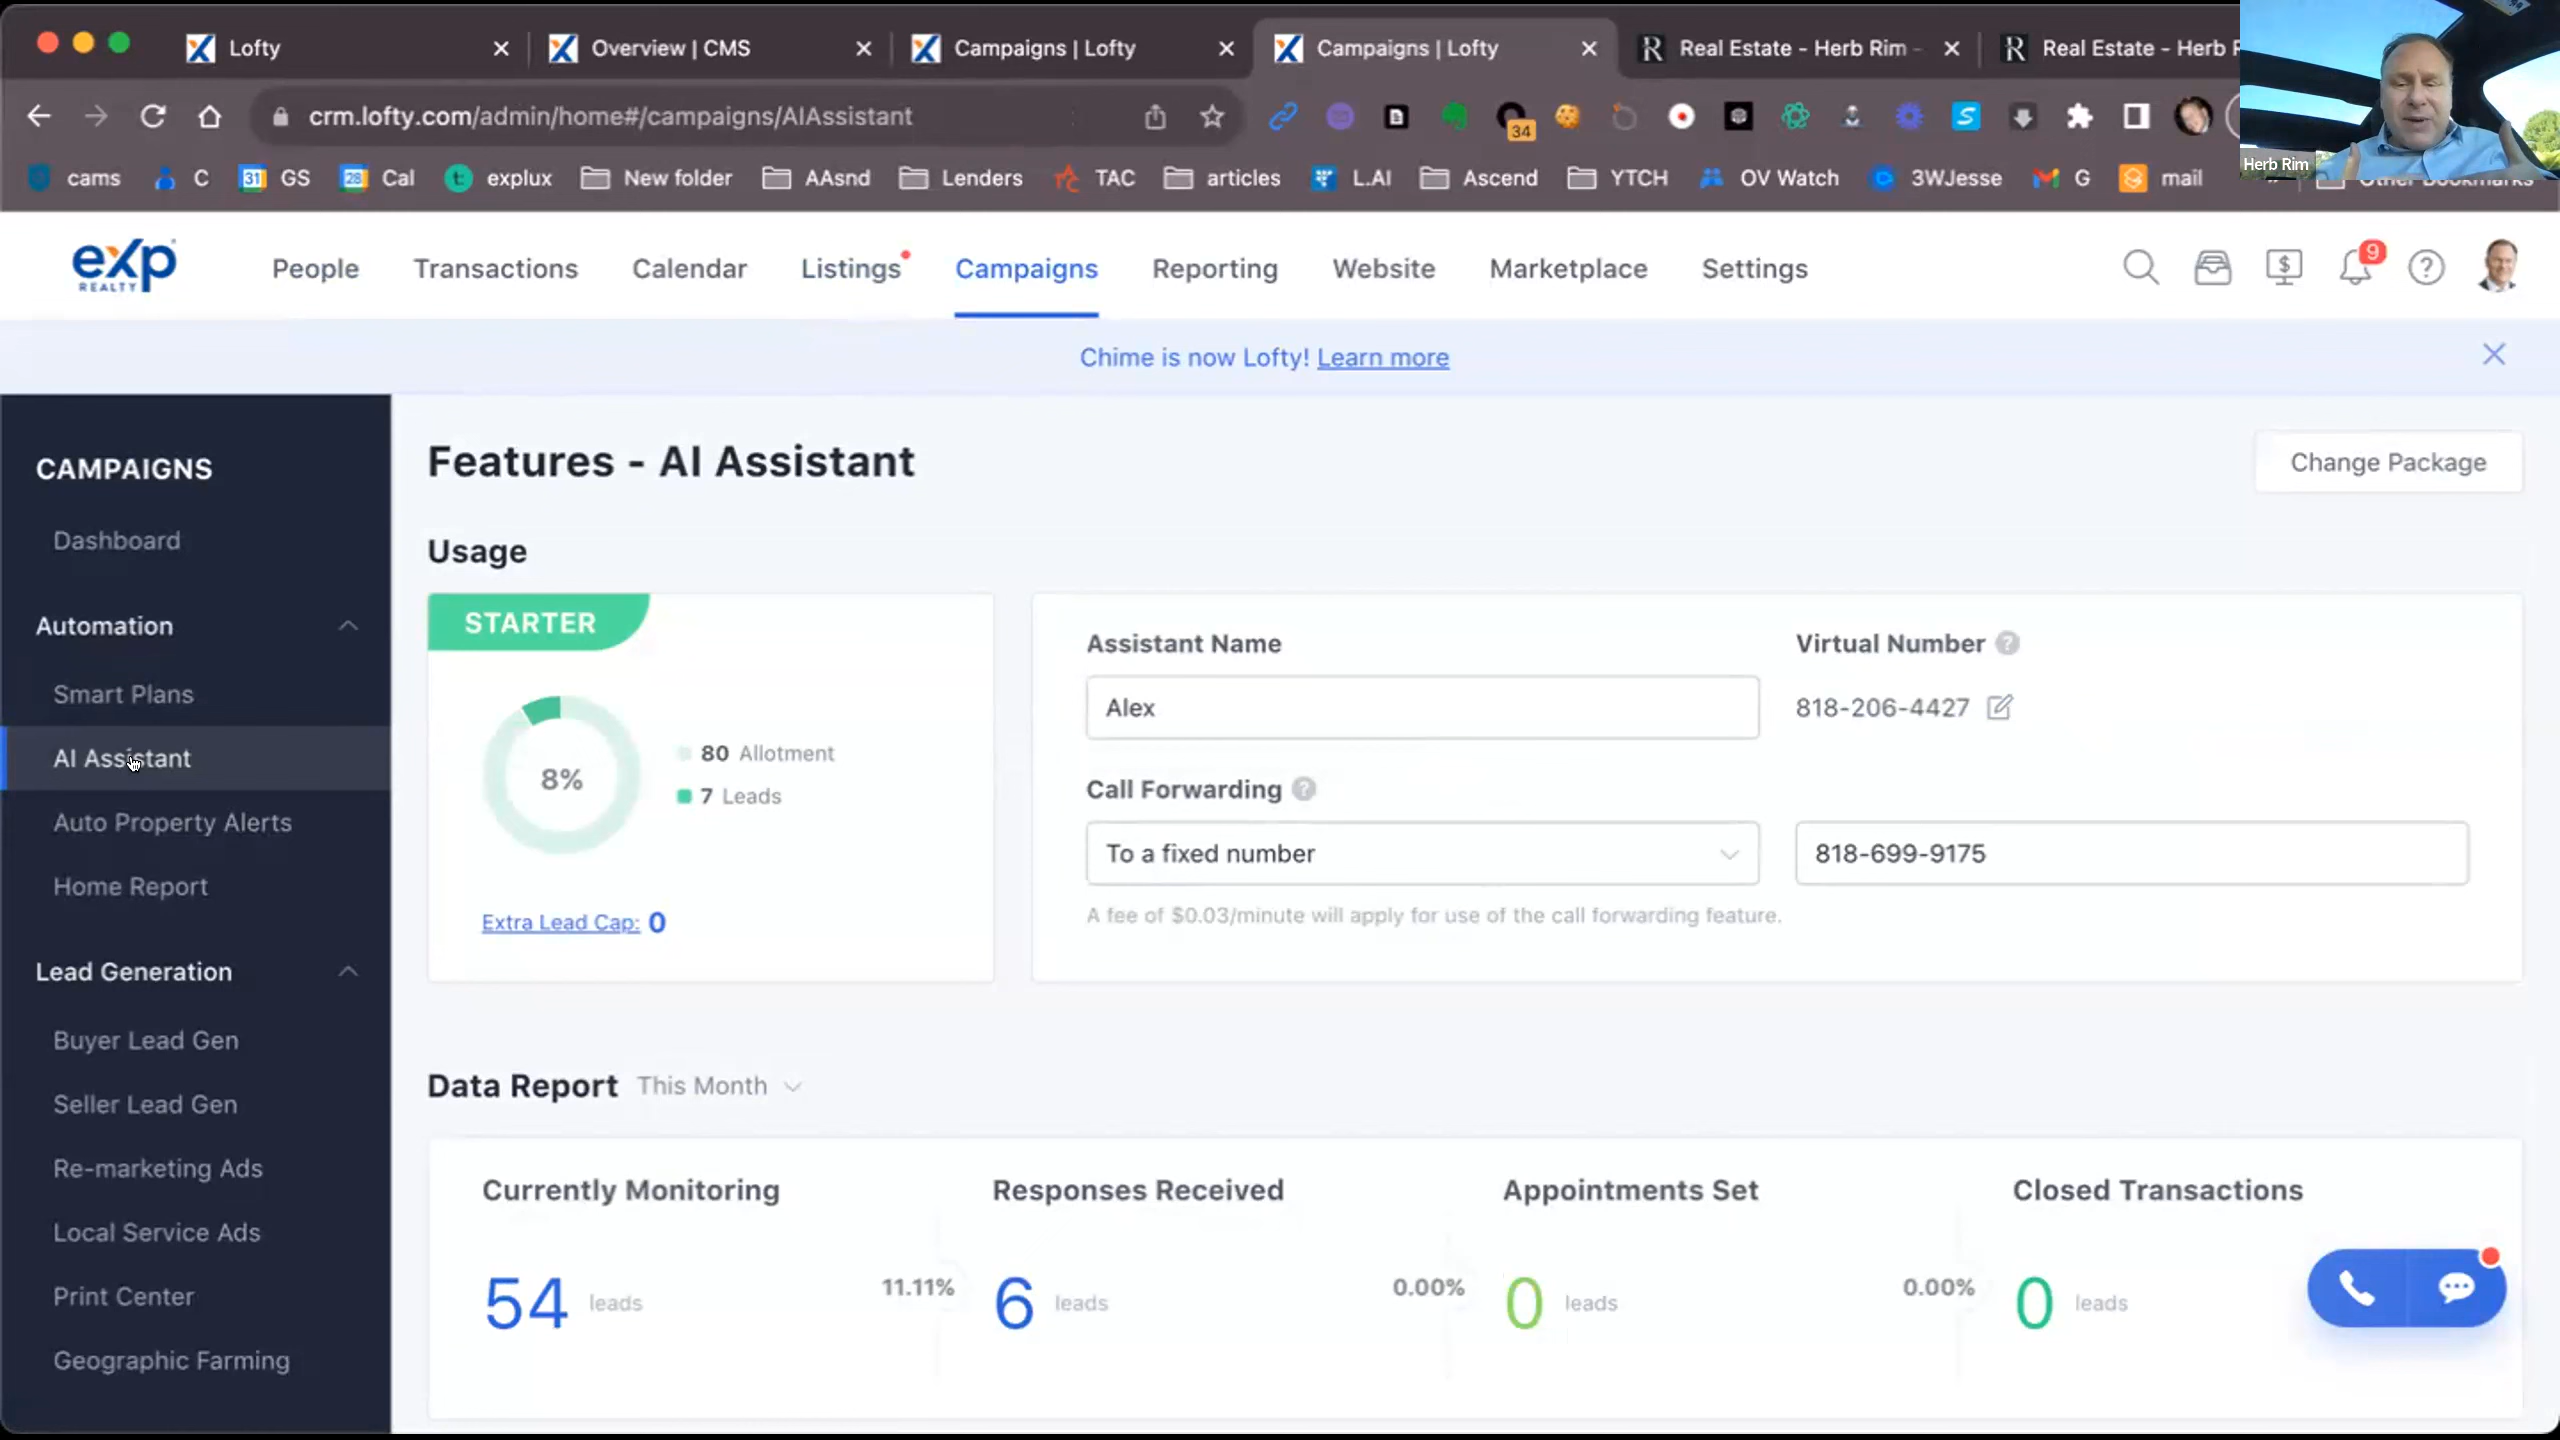 Lofty
Overview | CMS
Campaigns | Lofty
Campaigns | Lofty
Real Estate - Herb Rim -
Real Estate - Herb
crm.lofty.com/admin/home#/campaigns/AIAssistant
34
S
Herb Rim
cams
C
31 GS
28 Cal
t explux
New folder
AAsnd
Lenders
TAC
articles
L.AI
Ascend
YTCH
OV Watch
3WJesse
G
mail
Other Bookmarks
exp
REALTY
People
Transactions
Calendar
Listings
Campaigns
Reporting
Website
Marketplace
Settings
9
Chime is now Lofty! Learn more
CAMPAIGNS
Dashboard
Automation
Smart Plans
AI Assistant
Auto Property Alerts
Home Report
Lead Generation
Buyer Lead Gen
Seller Lead Gen
Re-marketing Ads
Local Service Ads
Print Center
Geographic Farming
Features - AI Assistant
Change Package
Usage
STARTER
8%
80 Allotment
7 Leads
Extra Lead Cap: 0
Assistant Name
Alex
Virtual Number
818-206-4427
Call Forwarding
To a fixed number
818-699-9175
A fee of $0.03/minute will apply for use of the call forwarding feature.
Data Report This Month
Currently Monitoring
54 leads
11.11%
Responses Received
6 leads
0.00%
Appointments Set
0 leads
0.00%
Closed Transactions
0 leads